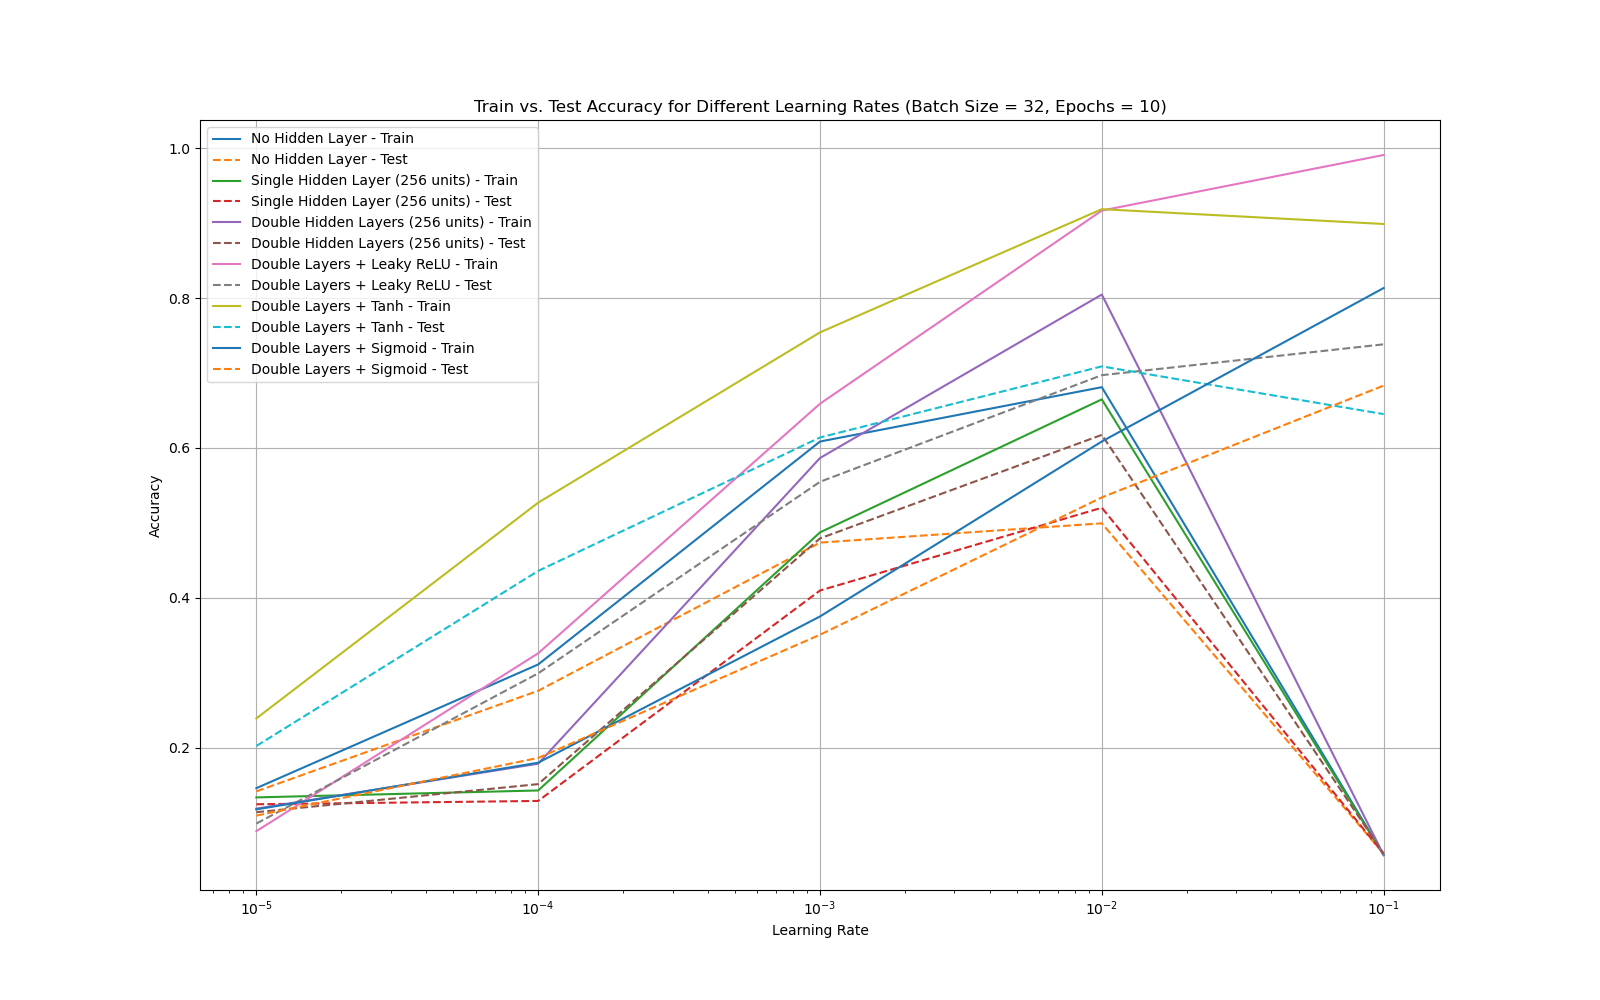 Train vs. Test Accuracy for Different Learning Rates (Batch Size = 32, Epochs = 10)
No Hidden Layer - Train
No Hidden Layer - Test
Single Hidden Layer (256 units) - Train
Single Hidden Layer (256 units) - Test
Double Hidden Layers (256 units) - Train
Double Hidden Layers (256 units) - Test
Double Layers + Leaky ReLU - Train
Double Layers + Leaky ReLU - Test
Double Layers + Tanh - Train
Double Layers + Tanh - Test
Double Layers + Sigmoid - Train
Double Layers + Sigmoid - Test
1.0
0.8
0.6
0.4
0.2
Accuracy
10⁻⁵ 10⁻⁴ 10⁻³ 10⁻² 10⁻¹
Learning Rate